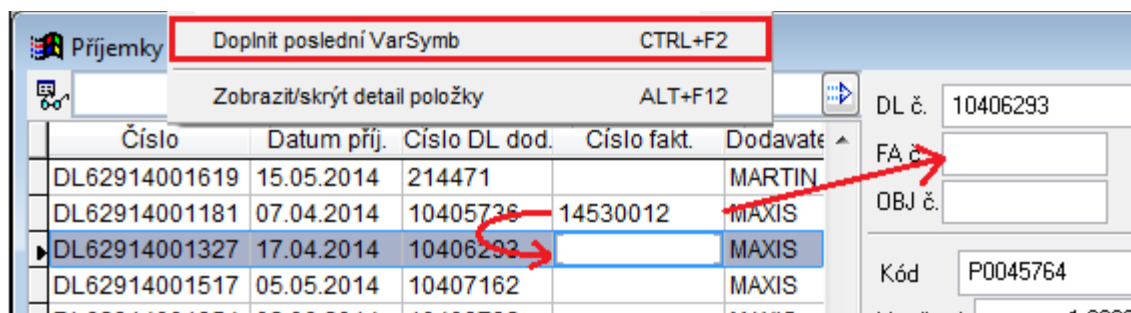 Příjemky
Doplnit poslední VarSymb CTRL+F2
Zobrazit/skrýt detail položky ALT+F12
DL č. 10406293
FA č.
OBJ č.
Kód P0045764
Číslo Datum příj. Číslo DL dod. Číslo fakt. Dodavate
DL62914001619 15.05.2014 214471 MARTIN
DL62914001181 07.04.2014 10405736 14530012 MAXIS
DL62914001327 17.04.2014 10406293 MAXIS
DL62914001517 05.05.2014 10407162 MAXIS